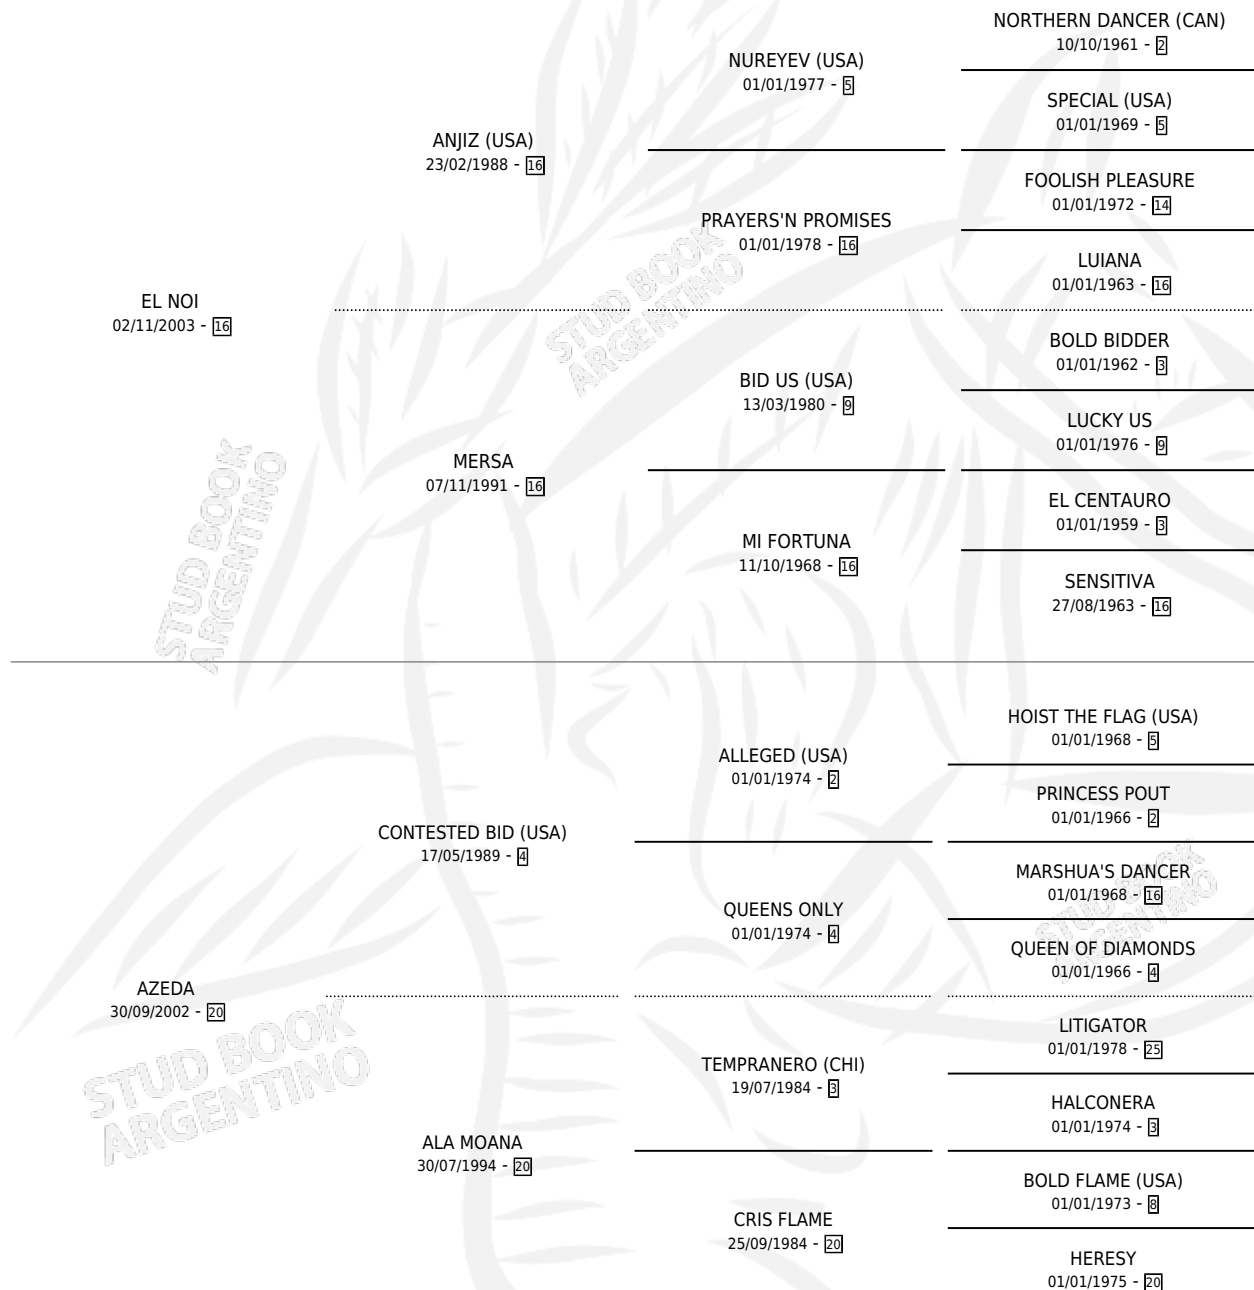 NORTHERN DANCER (CAN)
10/10/1961 - 2
NUREYEV (USA)
01/01/1977 - 5
SPECIAL (USA)
01/01/1969 - 5
ANJIZ (USA)
23/02/1988 - 16
FOOLISH PLEASURE
01/01/1972 - 14
PRAYERS'N PROMISES
01/01/1978 - 16
LUIANA
01/01/1963 - 16
EL NOI
02/11/2003 - 16
BOLD BIDDER
01/01/1962 - 3
BID US (USA)
13/03/1980 - 9
LUCKY US
01/01/1976 - 9
MERSA
07/11/1991 - 16
EL CENTAURO
01/01/1959 - 3
MI FORTUNA
11/10/1968 - 16
SENSITIVA
27/08/1963 - 16
HOIST THE FLAG (USA)
01/01/1968 - 5
ALLEGED (USA)
01/01/1974 - 2
PRINCESS POUT
01/01/1966 - 2
CONTESTED BID (USA)
17/05/1989 - 4
MARSHUA'S DANCER
01/01/1968 - 16
QUEENS ONLY
01/01/1974 - 4
QUEEN OF DIAMONDS
01/01/1966 - 4
AZEDA
30/09/2002 - 20
LITIGATOR
01/01/1978 - 25
TEMPRANERO (CHI)
19/07/1984 - 3
HALCONERA
01/01/1974 - 3
ALA MOANA
30/07/1994 - 20
BOLD FLAME (USA)
01/01/1973 - 8
CRIS FLAME
25/09/1984 - 20
HERESY
01/01/1975 - 20
STUD BOOK
ARGENTINO
STUD BOOK
ARGENTINO
STUD BOOK
ARGENTINO
STUD BOOK
ARGENTINO